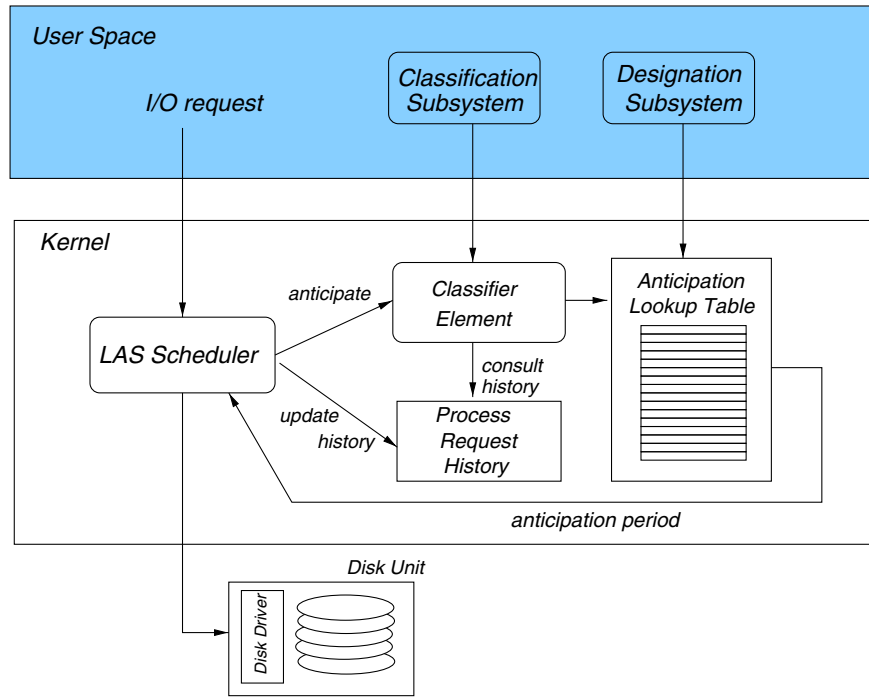 User Space
I/O request
Classification
Subsystem
Designation
Subsystem
Kernel
anticipate
Classifier
Element
Anticipation
Lookup Table
LAS Scheduler
consult
history
update
history
Process
Request
History
anticipation period
Disk Unit
Disk Driver